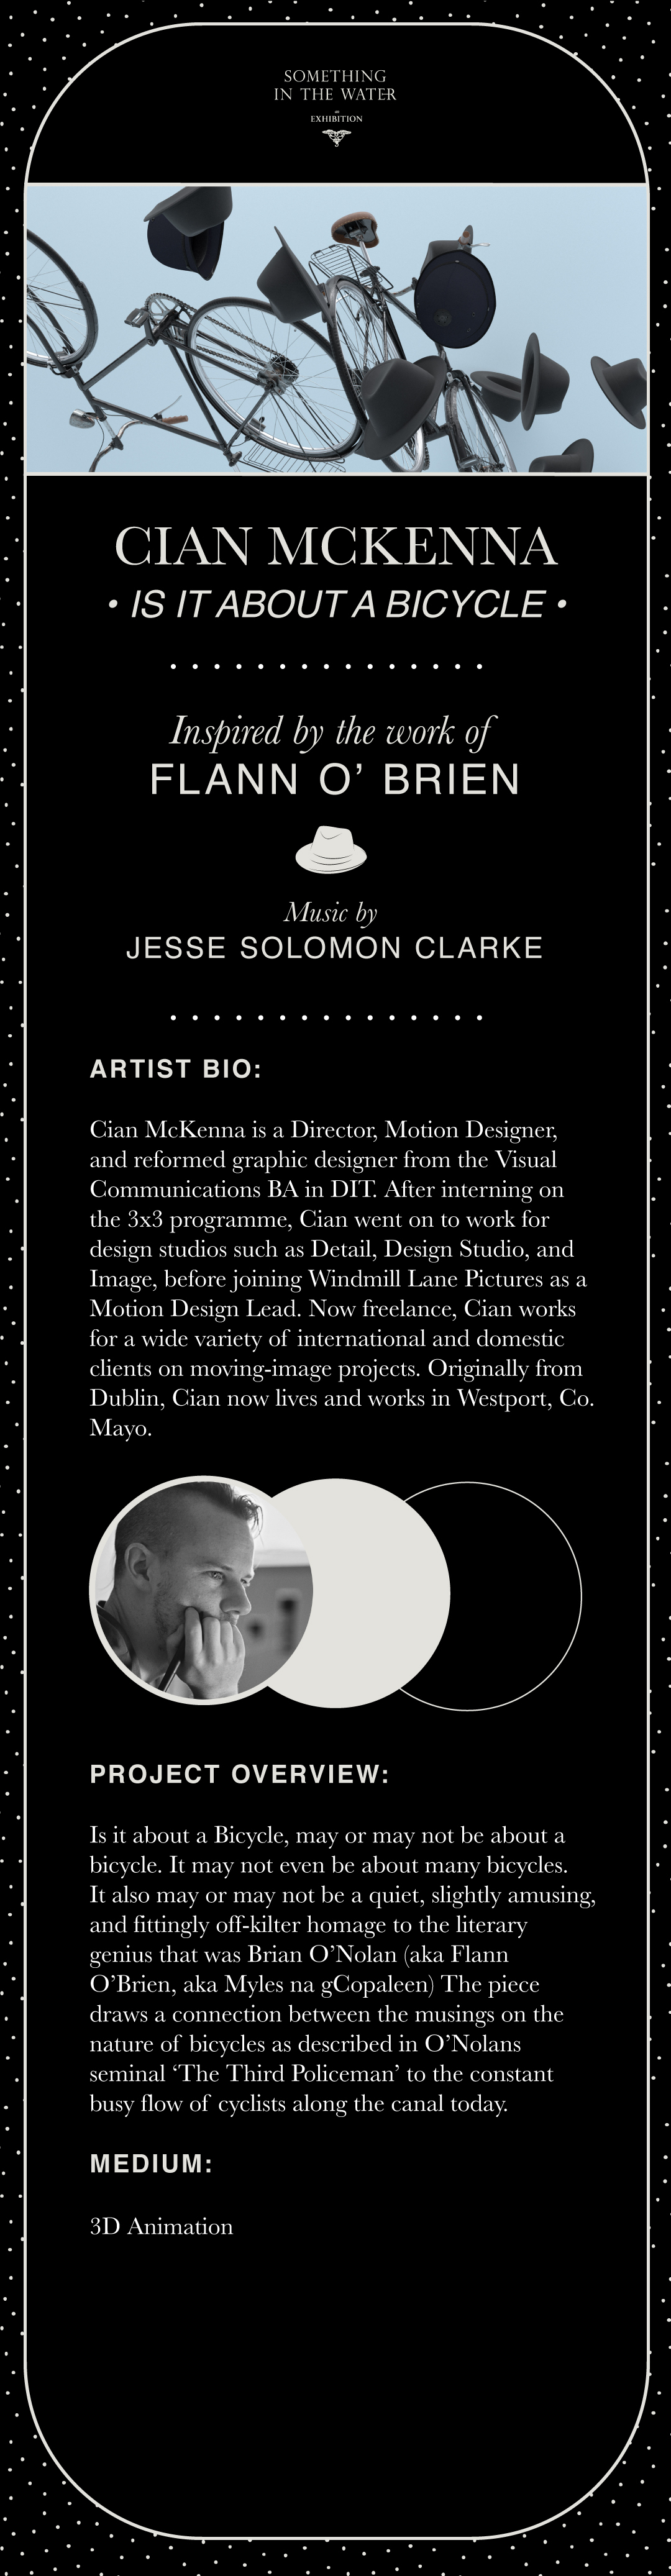 SOMETHING
IN THE WATER
EXHIBITION
CIAN MCKENNA
• IS IT ABOUT A BICYCLE •
Inspired by the work of
FLANN O’ BRIEN
Music by
JESSE SOLOMON CLARKE
ARTIST BIO:
Cian McKenna is a Director, Motion Designer,
and reformed graphic designer from the Visual
Communications BA in DIT. After interning on
the 3x3 programme, Cian went on to work for
design studios such as Detail, Design Studio, and
Image, before joining Windmill Lane Pictures as a
Motion Design Lead. Now freelance, Cian works
for a wide variety of international and domestic
clients on moving-image projects. Originally from
Dublin, Cian now lives and works in Westport, Co.
Mayo.
PROJECT OVERVIEW:
Is it about a Bicycle, may or may not be about a
bicycle. It may not even be about many bicycles.
It also may or may not be a quiet, slightly amusing,
and fittingly off-kilter homage to the literary
genius that was Brian O’Nolan (aka Flann
O’Brien, aka Myles na gCopaleen) The piece
draws a connection between the musings on the
nature of bicycles as described in O’Nolans
seminal ‘The Third Policeman’ to the constant
busy flow of cyclists along the canal today.
MEDIUM:
3D Animation